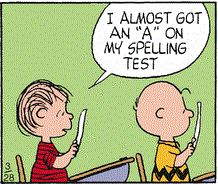 I ALMOST GOT
AN "A" ON
MY SPELLING
TEST
3
28